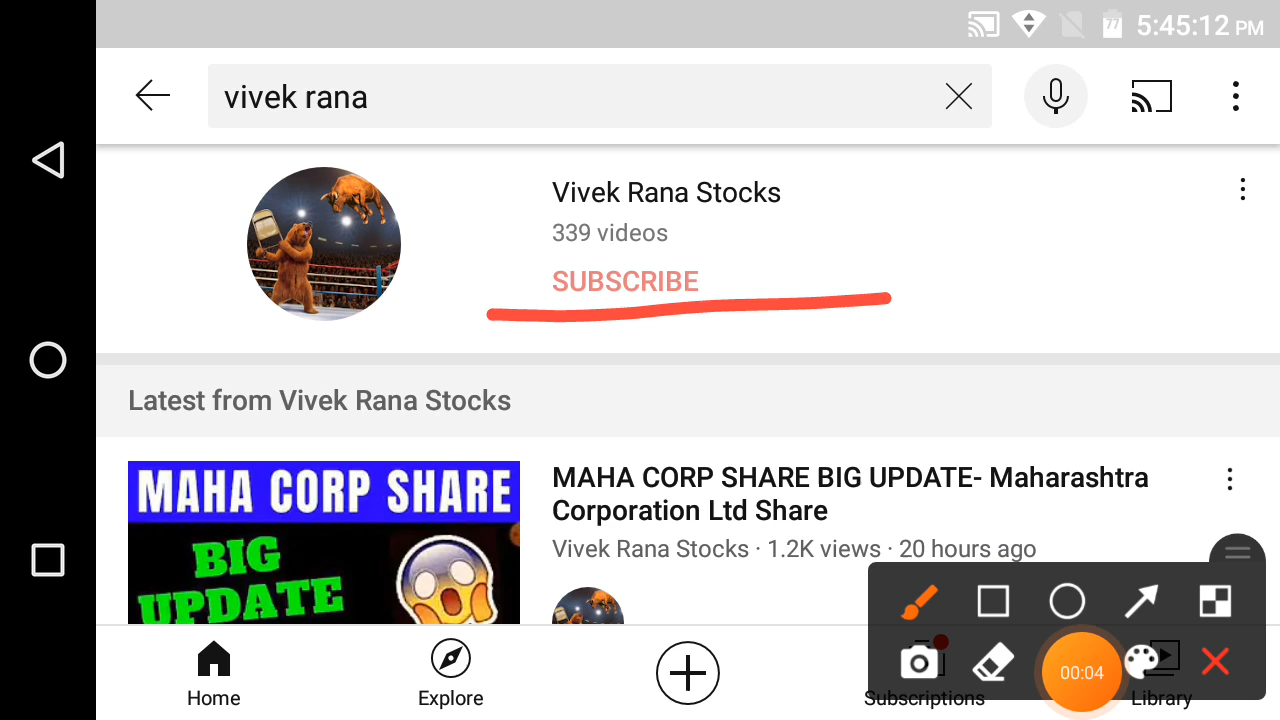 77 5:45:12 PM
vivek rana
Vivek Rana Stocks
339 videos
SUBSCRIBE
Latest from Vivek Rana Stocks
MAHA CORP SHARE
BIG
UPDATE
MAHA CORP SHARE BIG UPDATE- Maharashtra
Corporation Ltd Share
Vivek Rana Stocks · 1.2K views · 20 hours ago
00:04
Home
Explore
Subscriptions
Library